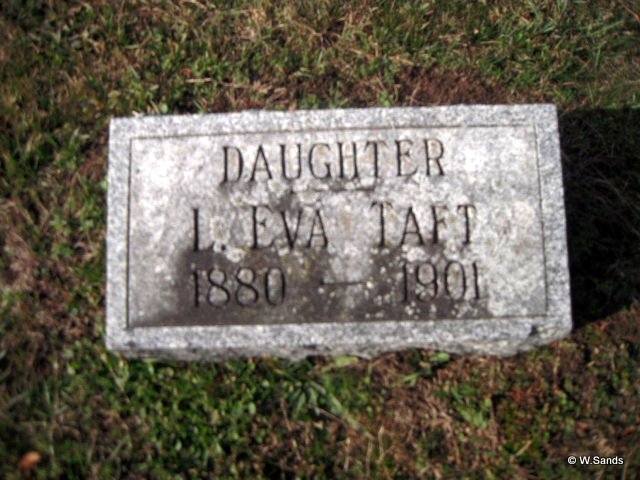 DAUGHTER
L. EVA TAFT
1880 — 1901
© W.Sands